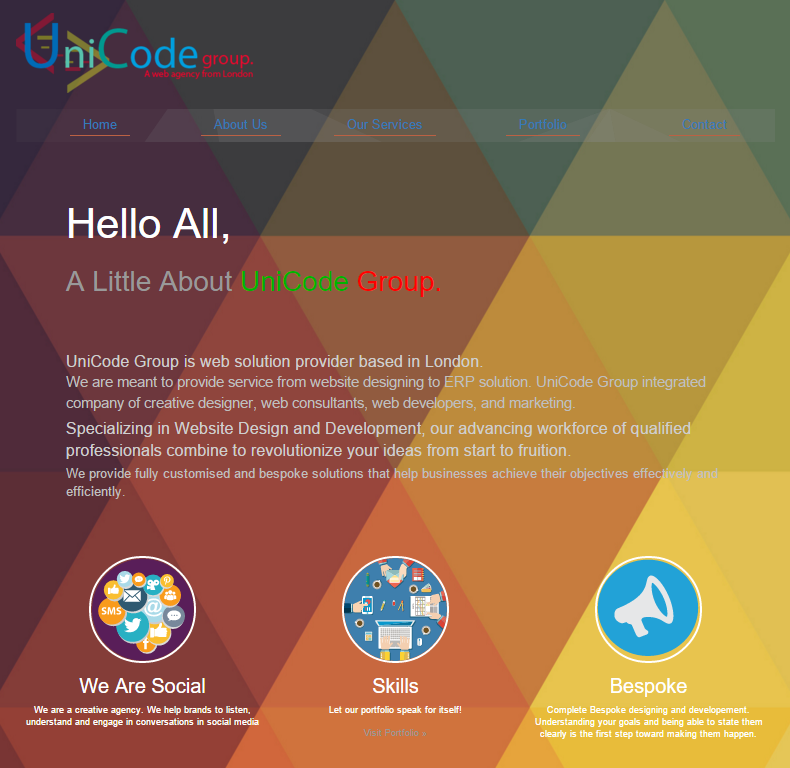 UniCode group.
A web agency from London
Home About Us Our Services Portfolio Contact
Hello All,
A Little About UniCode Group.
UniCode Group is web solution provider based in London.
We are meant to provide service from website designing to ERP solution. UniCode Group integrated
company of creative designer, web consultants, web developers, and marketing.
Specializing in Website Design and Development, our advancing workforce of qualified
professionals combine to revolutionize your ideas from start to fruition.
We provide fully customised and bespoke solutions that help businesses achieve their objectives effectively and
efficiently.
SMS
@
We Are Social
We are a creative agency. We help brands to listen,
understand and engage in conversations in social media
Skills
Let our portfolio speak for itself!
Visit Portfolio »
Bespoke
Complete Bespoke designing and developement.
Understanding your goals and being able to state them
clearly is the first step toward making them happen.